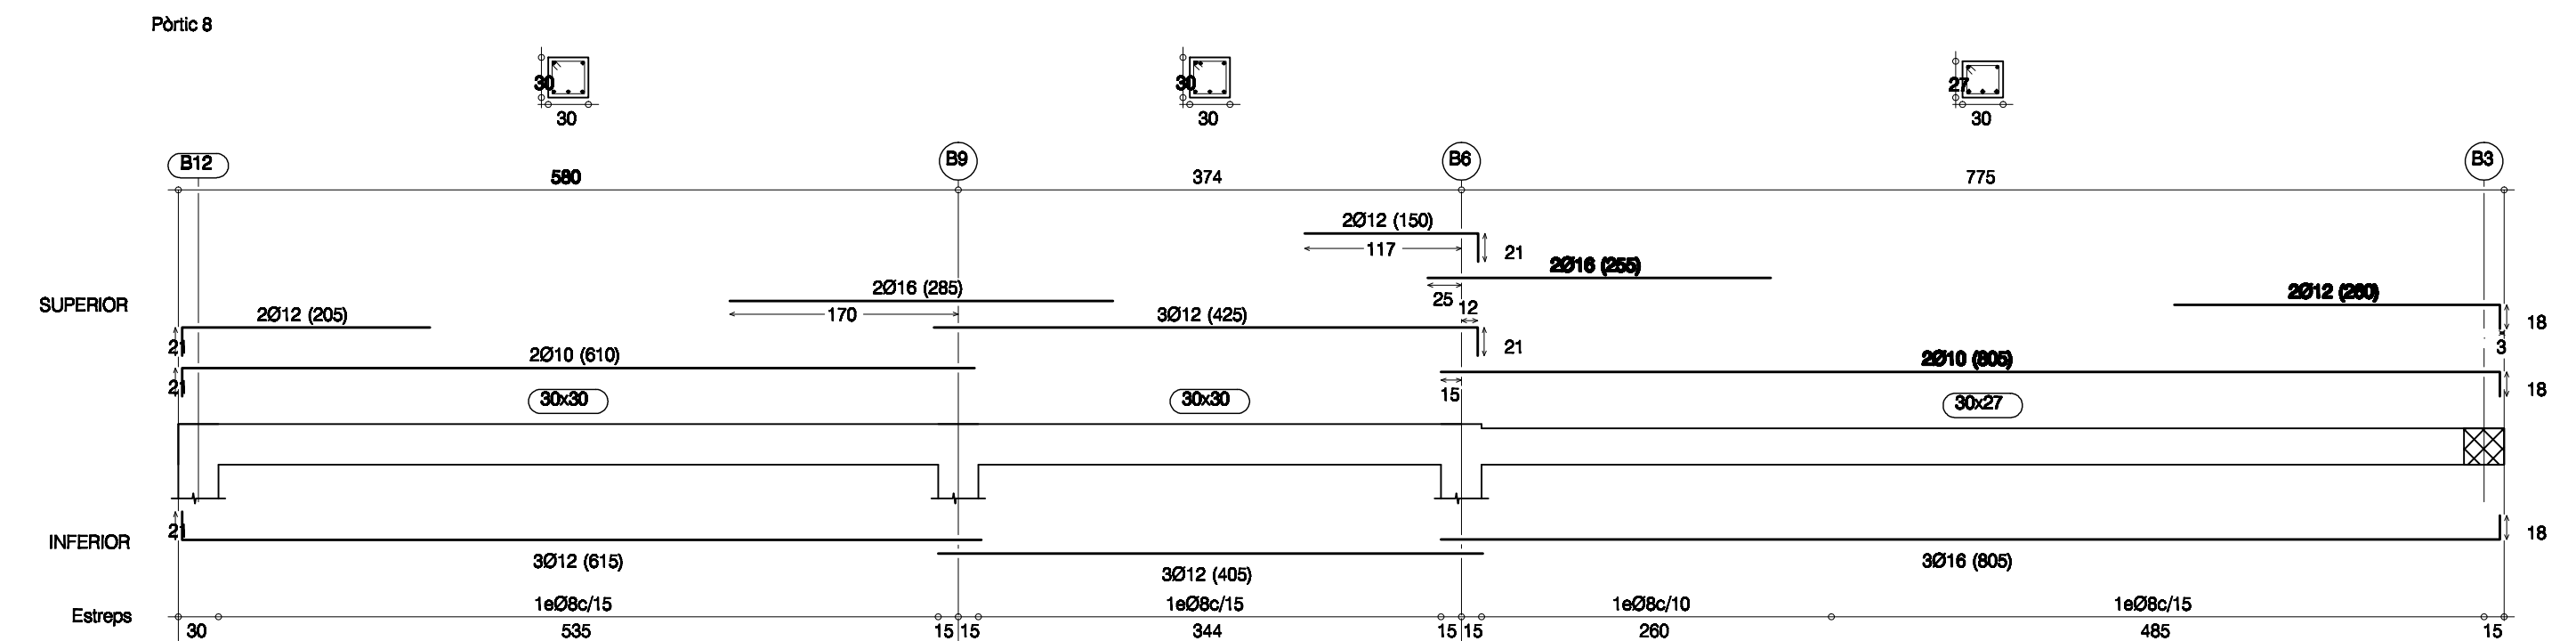 Pòrtic 8
30
30
27
30
30
30
B12
B9
B6
B3
580
374
775
2Ø12 (150)
117
21
2Ø16 (255)
25
12
2Ø16 (285)
170
2Ø12 (260)
18
3
SUPERIOR
2Ø12 (205)
21
3Ø12 (425)
21
2Ø10 (610)
21
2Ø10 (805)
15
18
30x30
30x30
30x27
INFERIOR
21
3Ø12 (615)
3Ø12 (405)
3Ø16 (805)
18
Estreps
1eØ8c/15
1eØ8c/15
1eØ8c/10
1eØ8c/15
30
535
15
15
344
15
15
260
485
15